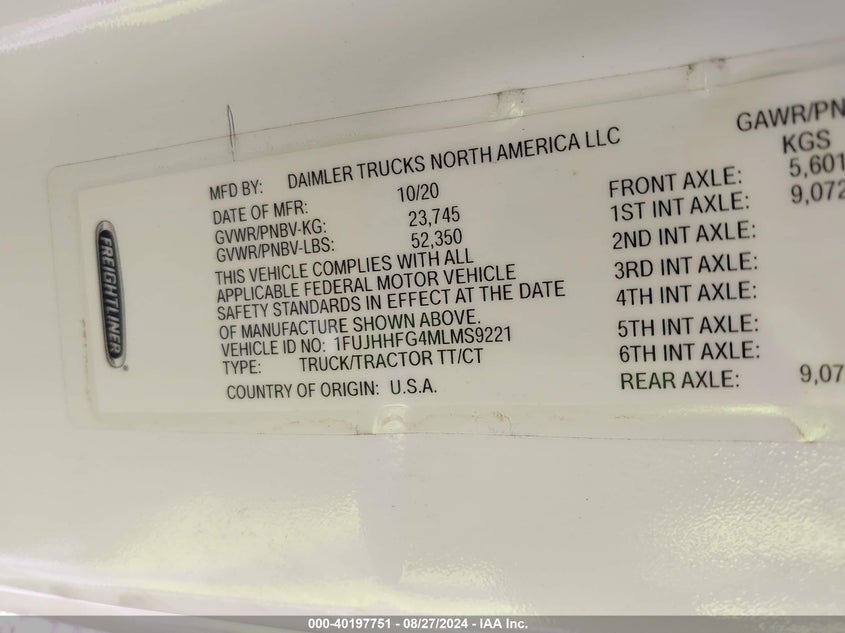 FREIGHTLINER
MFD BY: DAIMLER TRUCKS NORTH AMERICA LLC
DATE OF MFR: 10/20
GVWR/PNBV-KG: 23,745
GVWR/PNBV-LBS: 52,350
THIS VEHICLE COMPLIES WITH ALL
APPLICABLE FEDERAL MOTOR VEHICLE
SAFETY STANDARDS IN EFFECT AT THE DATE
OF MANUFACTURE SHOWN ABOVE.
VEHICLE ID NO: 1FUJHHFG4MLMS9221
TYPE: TRUCK/TRACTOR TT/CT
COUNTRY OF ORIGIN: U.S.A.
GAWR/PN
KGS
FRONT AXLE: 5,601
1ST INT AXLE: 9,072
2ND INT AXLE:
3RD INT AXLE:
4TH INT AXLE:
5TH INT AXLE:
6TH INT AXLE:
REAR AXLE: 9,07
000-40197751 - 08/27/2024 - IAA Inc.